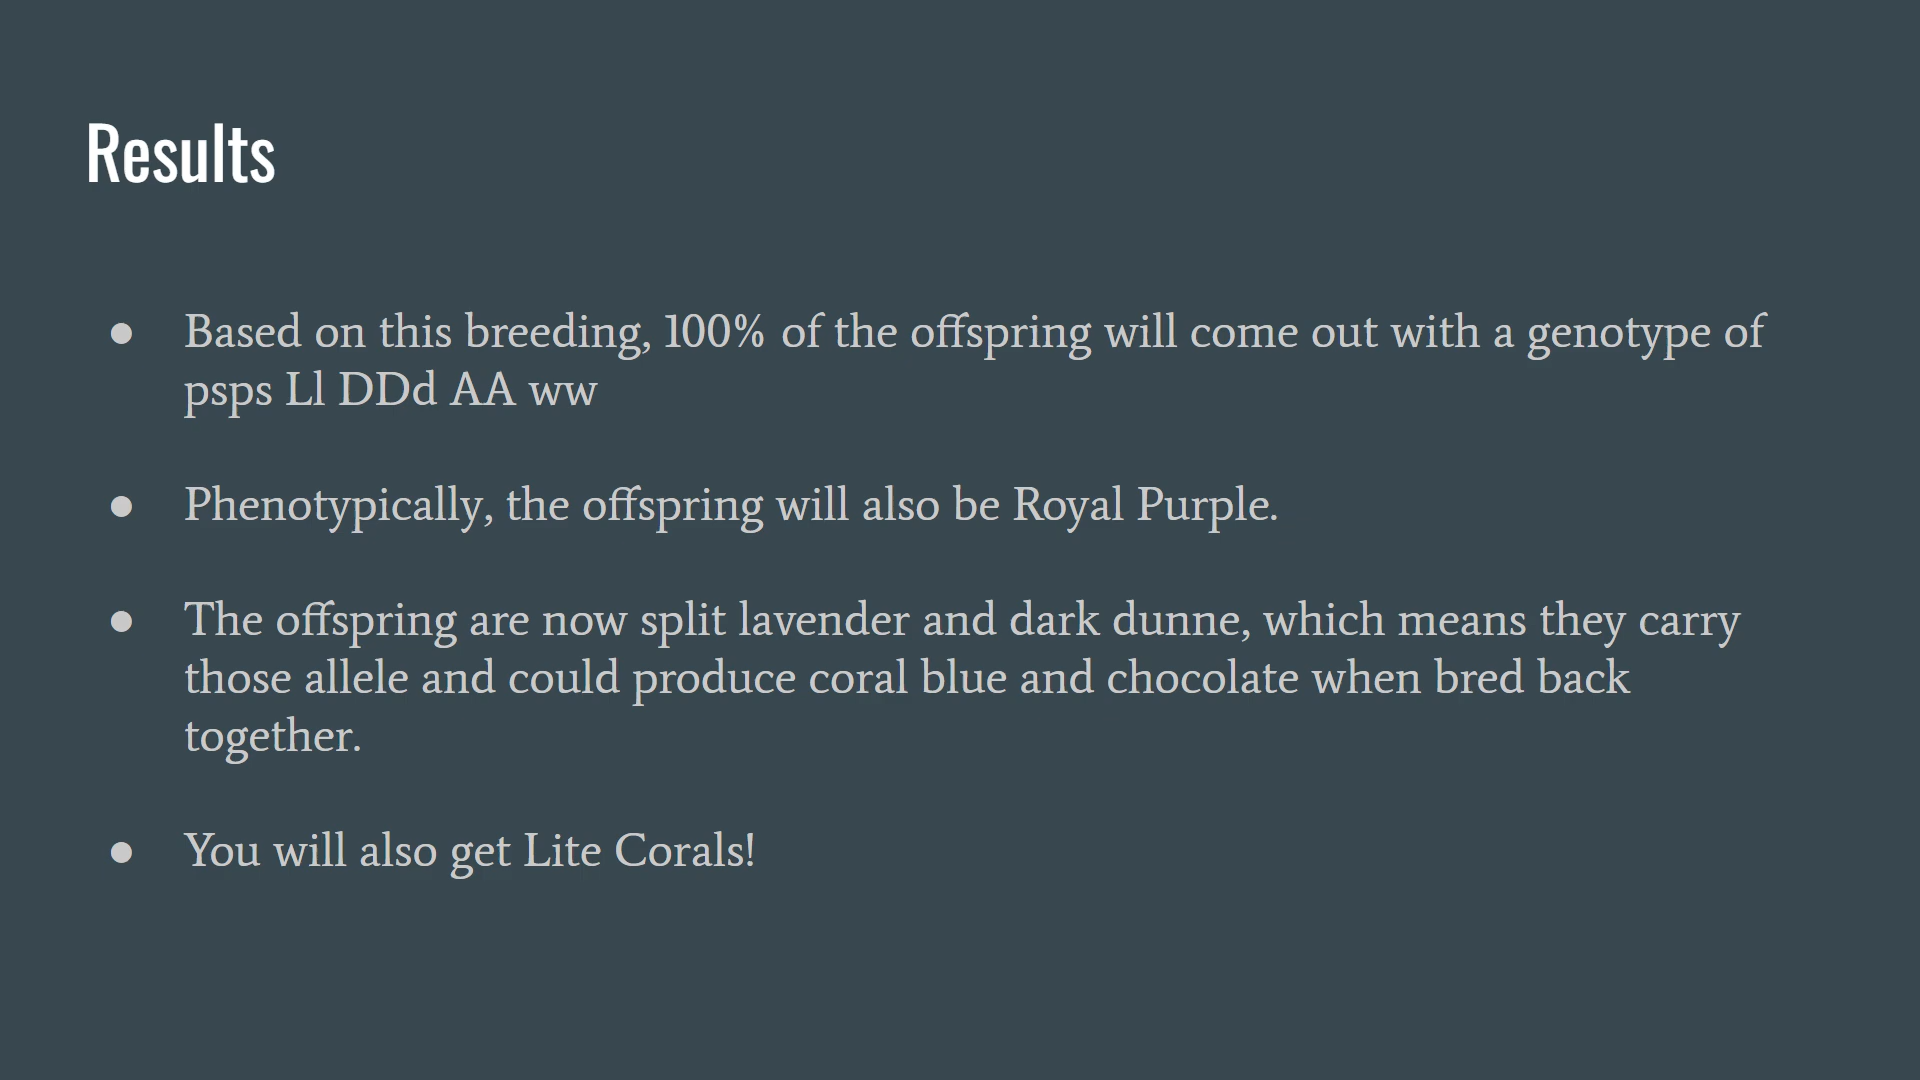 Results
● Based on this breeding, 100% of the offspring will come out with a genotype of
psps Ll DDd AA ww
● Phenotypically, the offspring will also be Royal Purple.
● The offspring are now split lavender and dark dunne, which means they carry
those allele and could produce coral blue and chocolate when bred back
together.
● You will also get Lite Corals!